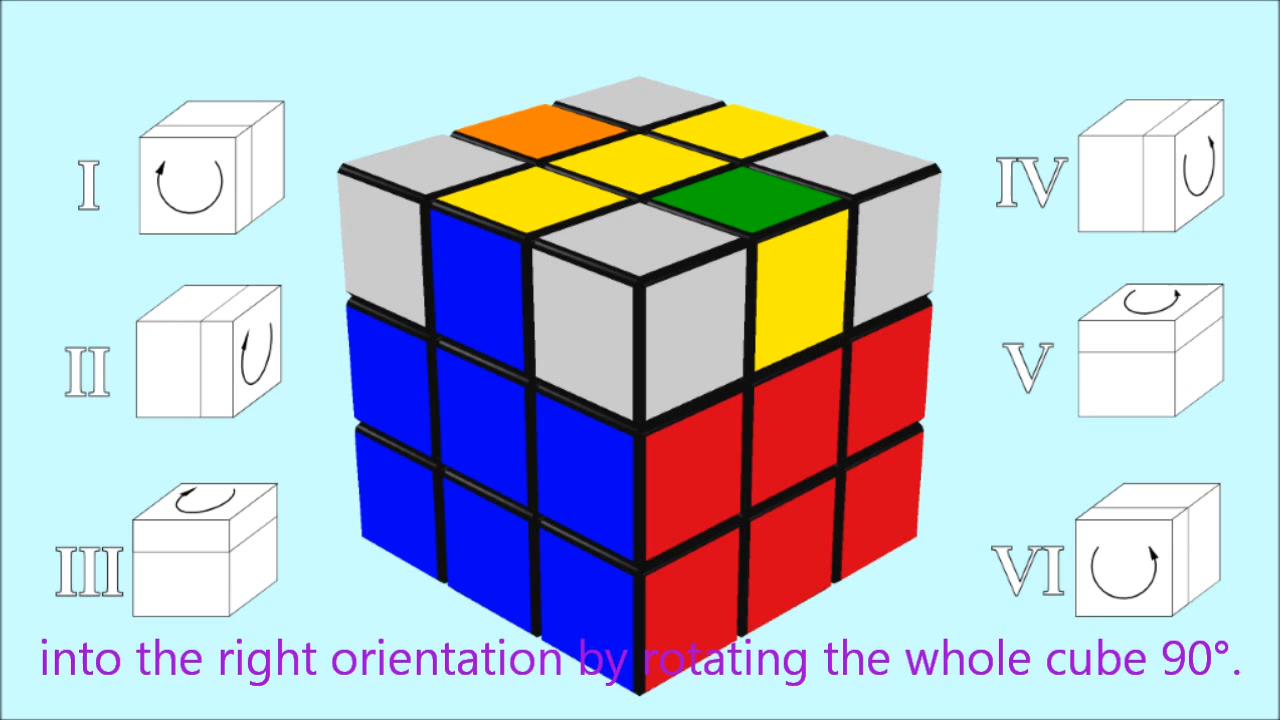 I
IV
II
V
III
VI
into the right orientation by rotating the whole cube 90°.